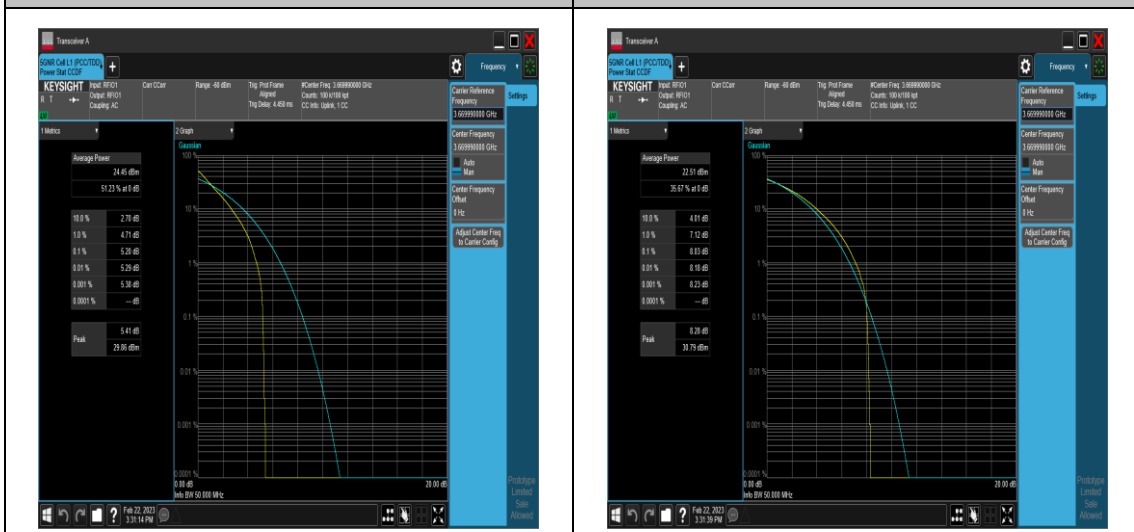 Transceiver A
5GNR Cell L1 (PCC/TDD)
Power Stat CCDF
+
Frequency
KEYSIGHT
R T
LV
Input: RFIO1
Output: RFIO1
Coupling: AC
Corr CCorr
Range: -60 dBm
Trig: Prot Frame
Aligned
Trig Delay: 4.450 ms
#Center Freq: 3.669990000 GHz
Counts: 100 k/100 kpt
CC Info: Uplink, 1 CC
Carrier Reference
Frequency
3.669990000 GHz
Settings
Center Frequency
3.669990000 GHz
Auto
Man
Center Frequency
Offset
0 Hz
Adjust Center Freq
to Carrier Config
1 Metrics
Average Power
24.45 dBm
51.23 % at 0 dB
10.0 % 2.70 dB
1.0 % 4.71 dB
0.1 % 5.20 dB
0.01 % 5.29 dB
0.001 % 5.38 dB
0.0001 % --- dB
Peak
5.41 dB
29.86 dBm
2 Graph
Gaussian
100 %
10 %
1 %
0.1 %
0.01 %
0.001 %
0.0001 %
0.00 dB
20.00 dB
Info BW 50.000 MHz
Prototype
Limited
Sale
Allowed
?
Feb 22, 2023
3:31:14 PM
Transceiver A
5GNR Cell L1 (PCC/TDD)
Power Stat CCDF
+
Frequency
KEYSIGHT
R T
LV
Input: RFIO1
Output: RFIO1
Coupling: AC
Corr CCorr
Range: -60 dBm
Trig: Prot Frame
Aligned
Trig Delay: 4.450 ms
#Center Freq: 3.669990000 GHz
Counts: 100 k/100 kpt
CC Info: Uplink, 1 CC
Carrier Reference
Frequency
3.669990000 GHz
Settings
Center Frequency
3.669990000 GHz
Auto
Man
Center Frequency
Offset
0 Hz
Adjust Center Freq
to Carrier Config
1 Metrics
Average Power
22.51 dBm
35.67 % at 0 dB
10.0 % 4.01 dB
1.0 % 7.12 dB
0.1 % 8.03 dB
0.01 % 8.18 dB
0.001 % 8.23 dB
0.0001 % --- dB
Peak
8.28 dB
30.79 dBm
2 Graph
Gaussian
100 %
10 %
1 %
0.1 %
0.01 %
0.001 %
0.0001 %
0.00 dB
20.00 dB
Info BW 50.000 MHz
Prototype
Limited
Sale
Allowed
?
Feb 22, 2023
3:31:39 PM